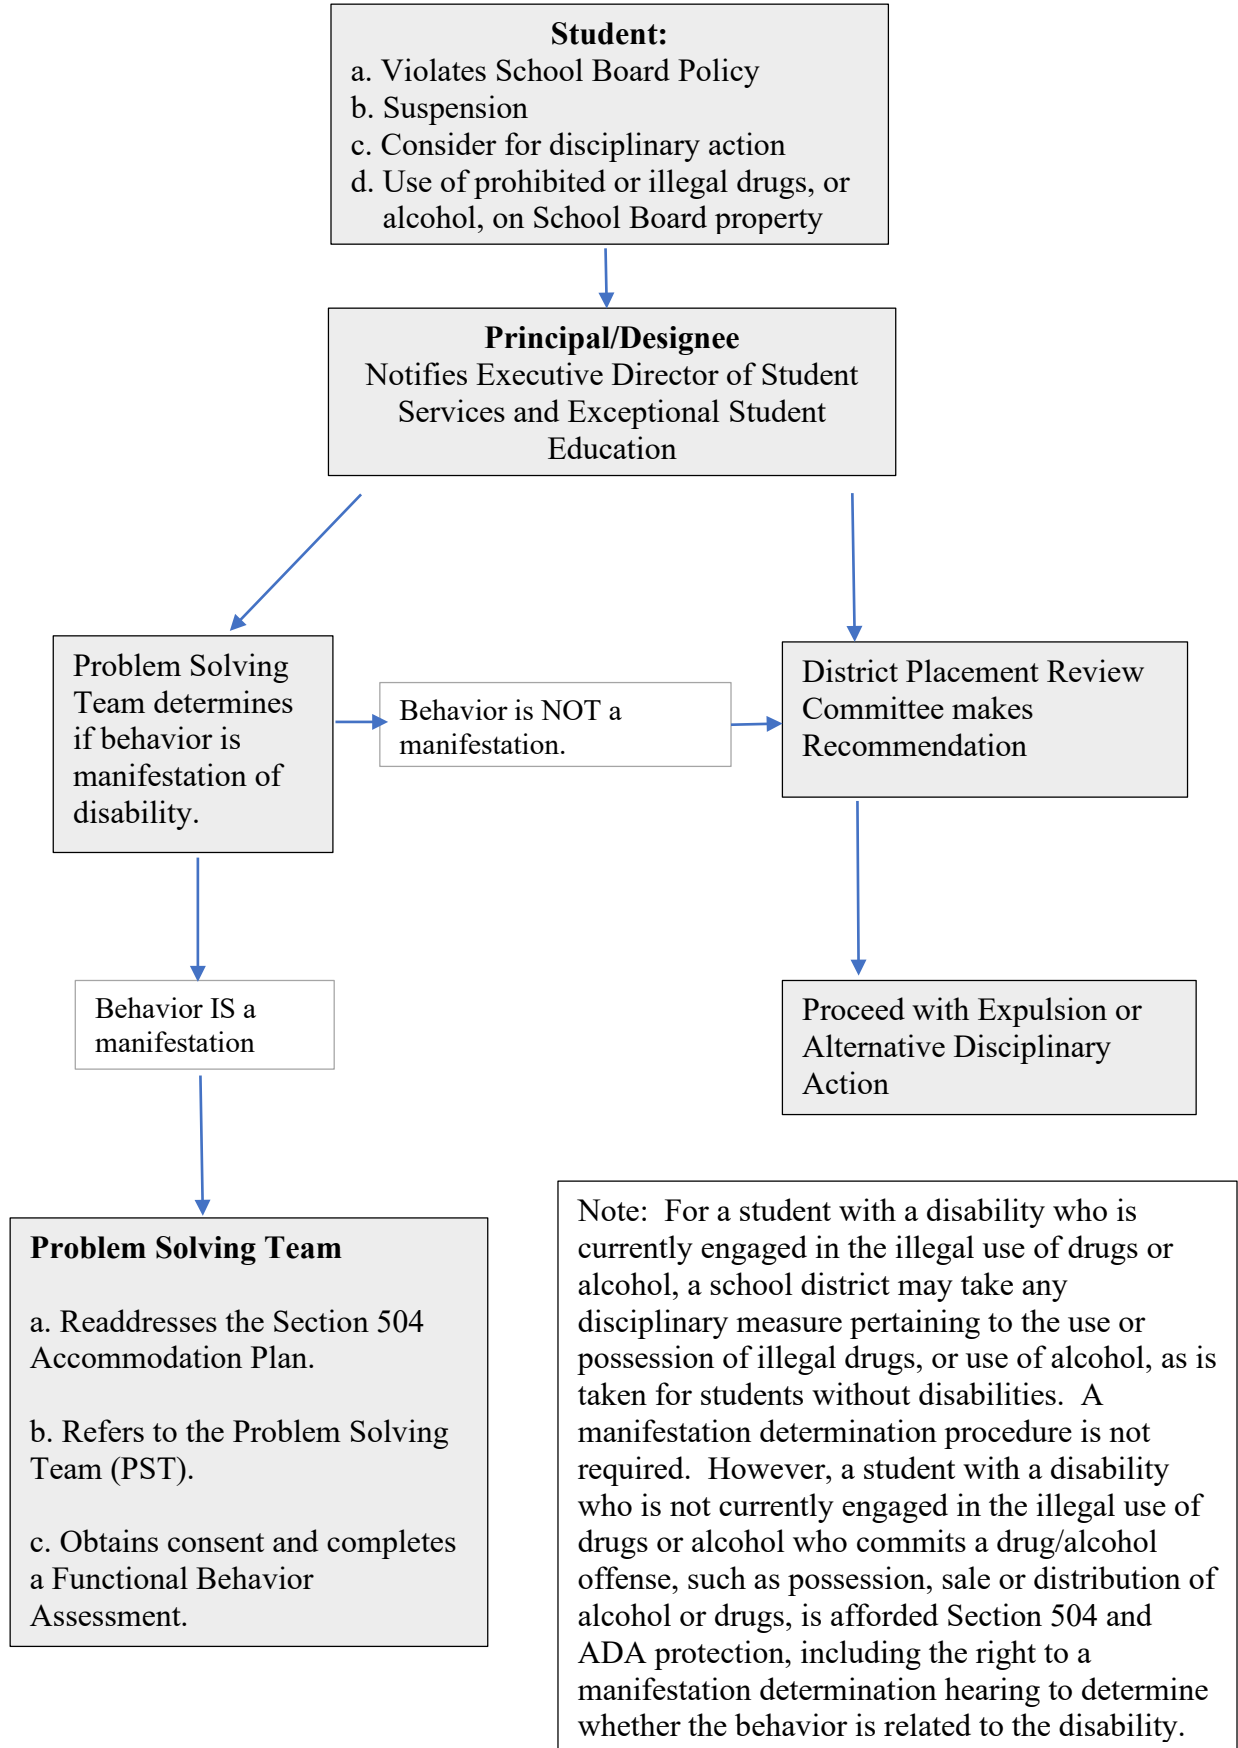 Student:
a. Violates School Board Policy
b. Suspension
c. Consider for disciplinary action
d. Use of prohibited or illegal drugs, or
alcohol, on School Board property
Principal/Designee
Notifies Executive Director of Student
Services and Exceptional Student
Education
Problem Solving
Team determines
if behavior is
manifestation of
disability.
Behavior is NOT a
manifestation.
District Placement Review
Committee makes
Recommendation
Behavior IS a
manifestation
Proceed with Expulsion or
Alternative Disciplinary
Action
Problem Solving Team
a. Readdresses the Section 504
Accommodation Plan.
b. Refers to the Problem Solving
Team (PST).
c. Obtains consent and completes
a Functional Behavior
Assessment.
Note:  For a student with a disability who is
currently engaged in the illegal use of drugs or
alcohol, a school district may take any
disciplinary measure pertaining to the use or
possession of illegal drugs, or use of alcohol, as is
taken for students without disabilities.  A
manifestation determination procedure is not
required.  However, a student with a disability
who is not currently engaged in the illegal use of
drugs or alcohol who commits a drug/alcohol
offense, such as possession, sale or distribution of
alcohol or drugs, is afforded Section 504 and
ADA protection, including the right to a
manifestation determination hearing to determine
whether the behavior is related to the disability.